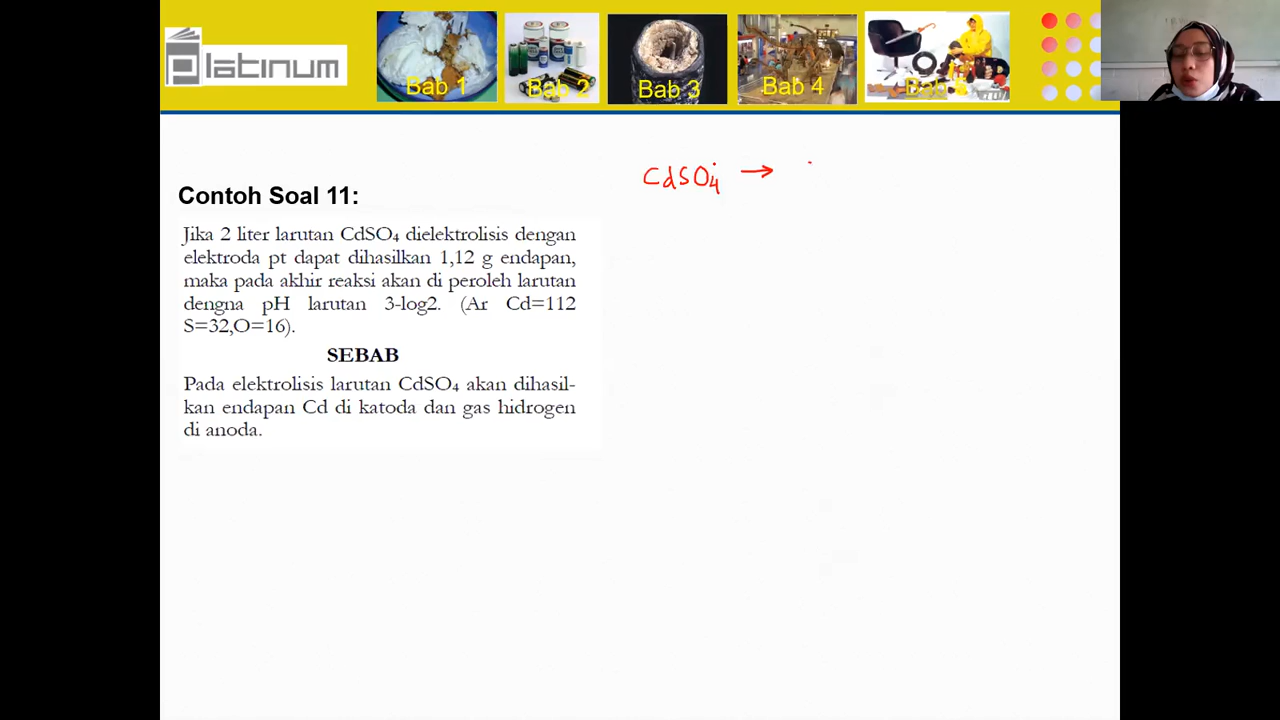 Platinum
Bab 1
Bab 2
Bab 3
Bab 4
Bab
CdSO₄ →
Contoh Soal 11:
Jika 2 liter larutan CdSO₄ dielektrolisis dengan
elektroda pt dapat dihasilkan 1,12 g endapan,
maka pada akhir reaksi akan di peroleh larutan
dengna pH larutan 3-log2. (Ar Cd=112
S=32,O=16).
SEBAB
Pada elektrolisis larutan CdSO₄ akan dihasil-
kan endapan Cd di katoda dan gas hidrogen
di anoda.